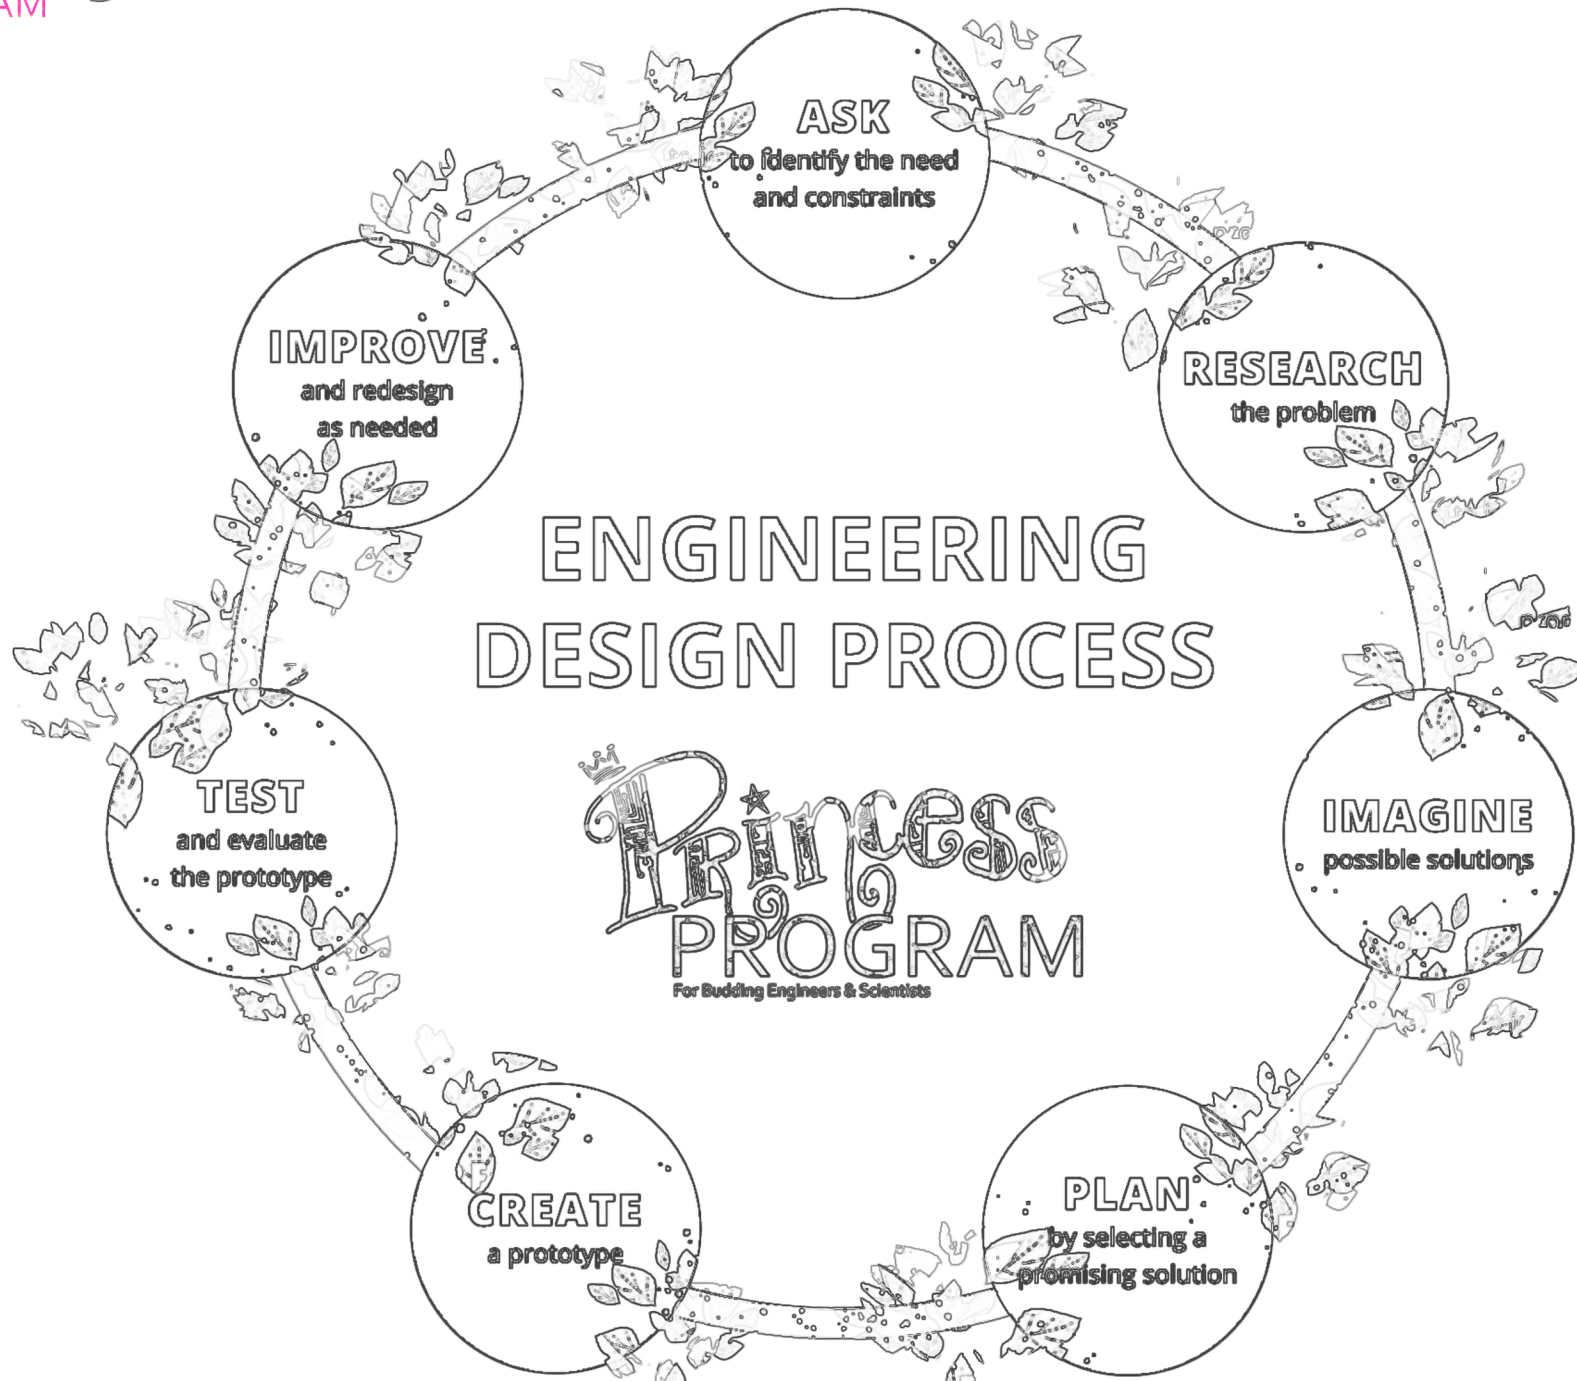 AM
ASK
to identify the need
and constraints
RESEARCH
the problem
IMAGINE
possible solutions
PLAN
by selecting a
promising solution
CREATE
a prototype
TEST
and evaluate
the prototype
IMPROVE
and redesign
as needed
ENGINEERING
DESIGN PROCESS
Princess
PROGRAM
For Budding Engineers & Scientists